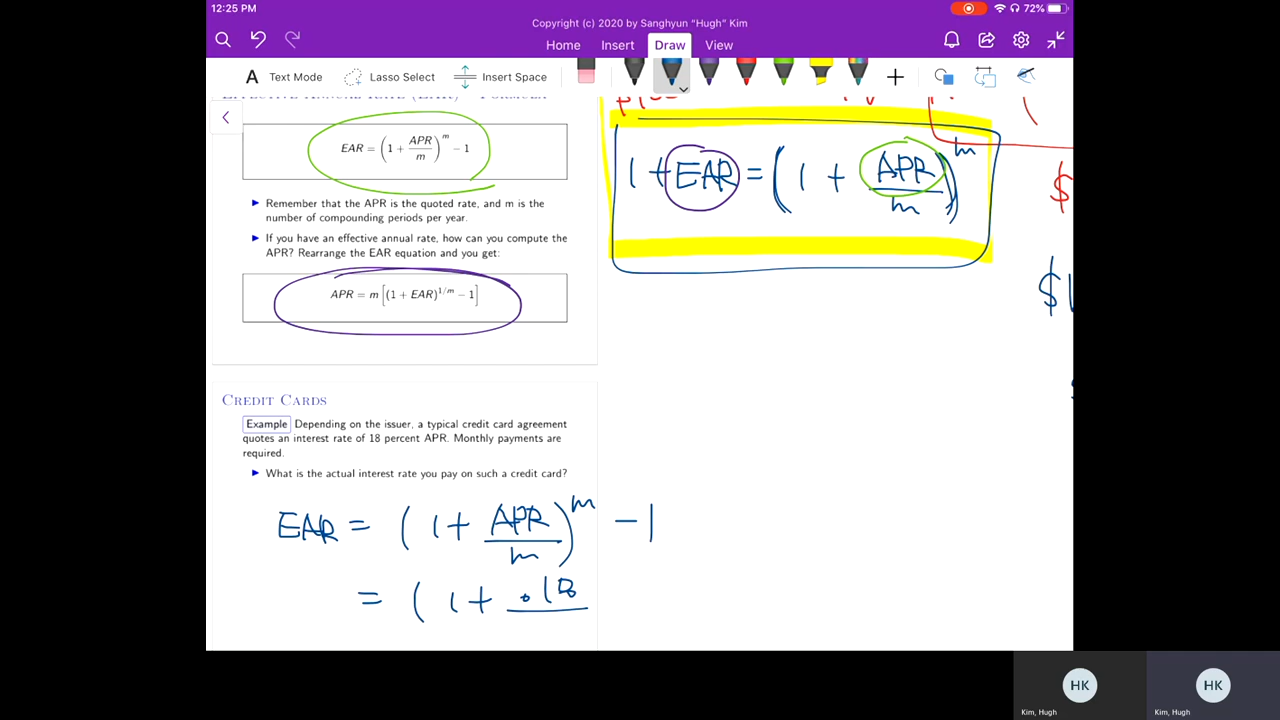 12:25 PM
72%
Copyright (c) 2020 by Sanghyun "Hugh" Kim
Home Insert Draw View
A Text Mode Lasso Select Insert Space
EFFECTIVE ANNUAL RATE (EAR) - FORMULA
EAR = (1 + APR/m)^m − 1
Remember that the APR is the quoted rate, and m is the
number of compounding periods per year.
If you have an effective annual rate, how can you compute the
APR? Rearrange the EAR equation and you get:
APR = m [(1 + EAR)^1/m − 1]
1 + EAR = (1 + APR/m)^m
$
$1
CREDIT CARDS
Example Depending on the issuer, a typical credit card agreement
quotes an interest rate of 18 percent APR. Monthly payments are
required.
What is the actual interest rate you pay on such a credit card?
EAR = (1 + APR/m)^m − 1
= (1 + .18
HK HK
Kim, Hugh Kim, Hugh